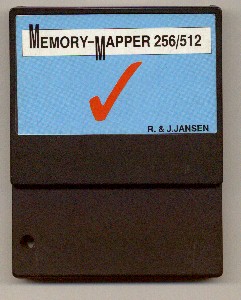 MEMORY-MAPPER 256/512
R. & J.JANSEN